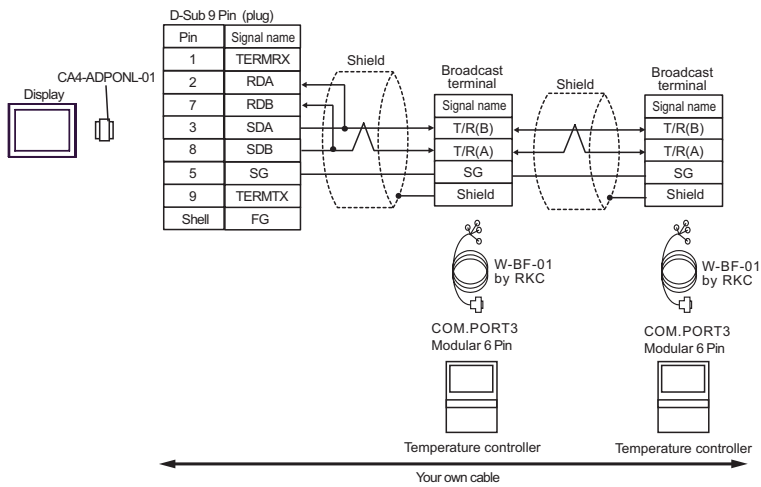 D-Sub 9 Pin (plug)
Pin Signal name
1 TERMRX
2 RDA
7 RDB
3 SDA
8 SDB
5 SG
9 TERMTX
Shell FG
CA4-ADPONL-01
Display
Shield
Broadcast
terminal
Signal name
T/R(B)
T/R(A)
SG
Shield
Shield
Broadcast
terminal
Signal name
T/R(B)
T/R(A)
SG
Shield
W-BF-01
by RKC
W-BF-01
by RKC
COM.PORT3
Modular 6 Pin
COM.PORT3
Modular 6 Pin
Temperature controller
Temperature controller
Your own cable